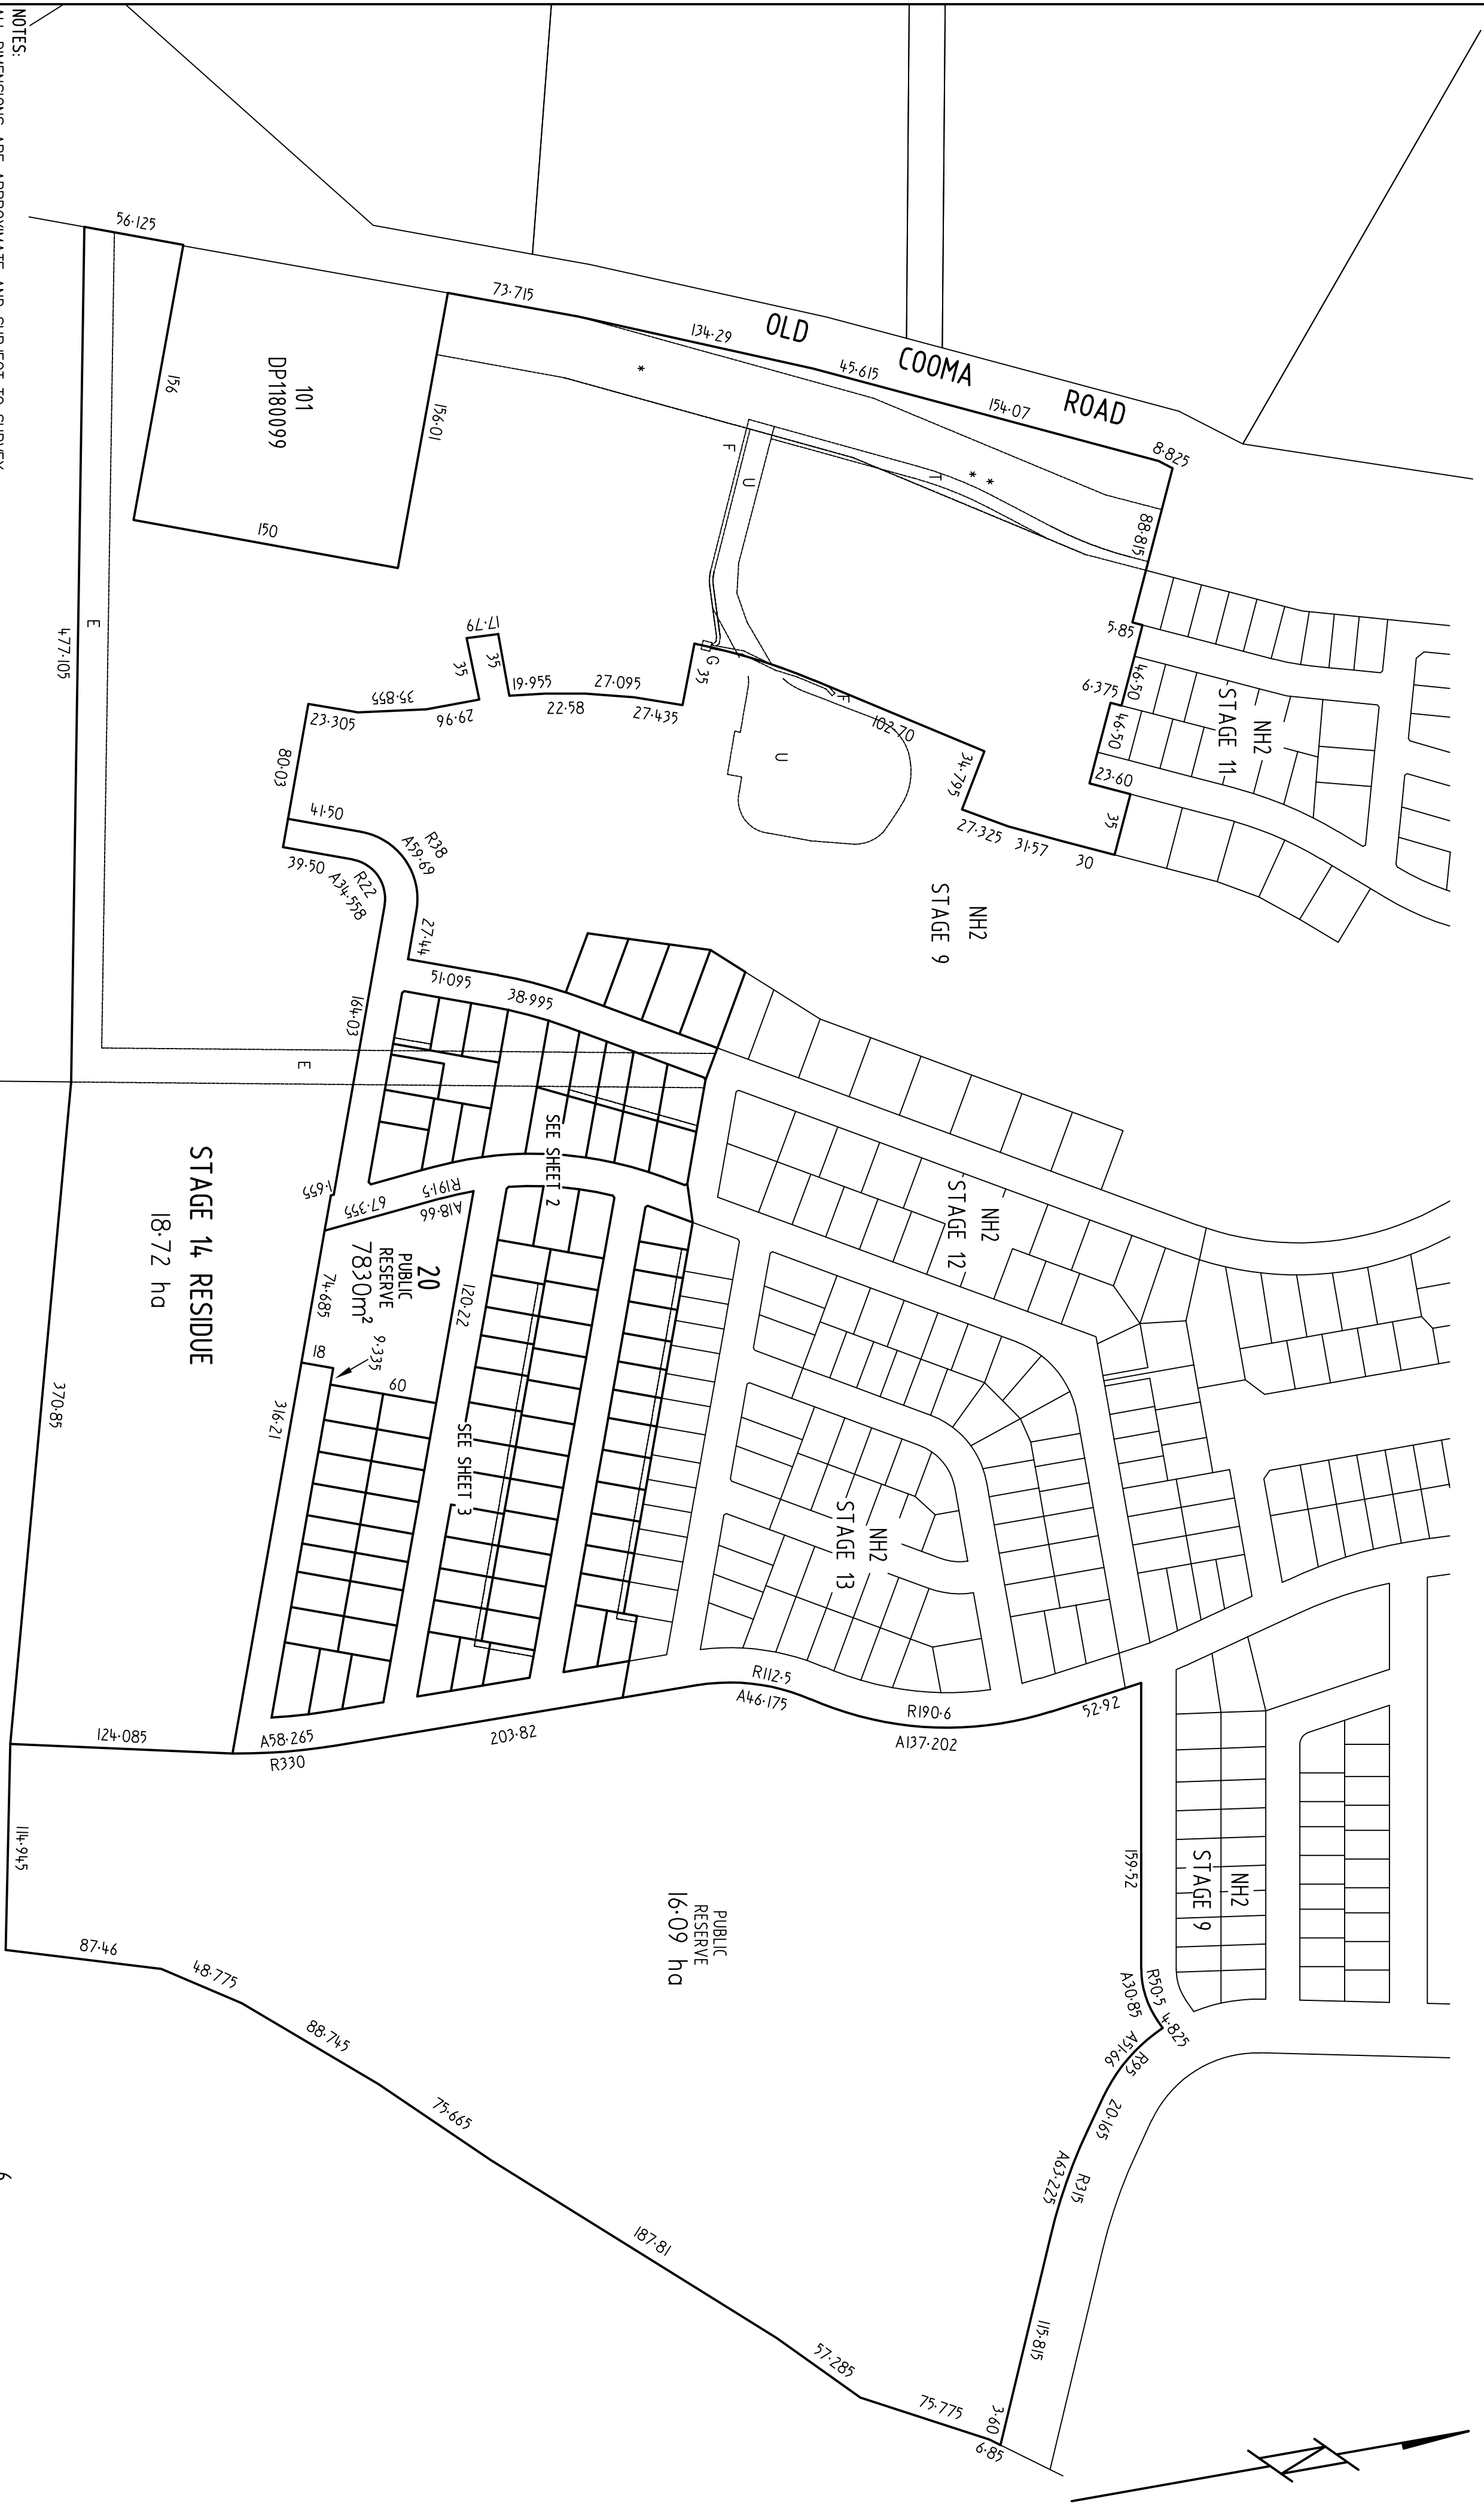 NOTES:
OLD COOMA ROAD
56·125
73·715
134·29
45·615
154·07
8·825
88·815
101
DP1180099
156
156·01
150
*
* *
T
F
U
G
35
F
U
102·70
34·795
27·325
31·57
30
5·85
46·50
6·375
46·50
23·60
35
NH2
STAGE 11
NH2
STAGE 9
17·79
35
35
19·955
22·58
27·095
27·435
29·96
35·855
23·305
80·03
41·50
R38
A59·69
39·50
R22
A34·558
27·44
51·095
38·995
164·03
E
E
477·105
SEE SHEET 2
NH2
STAGE 12
1·655
67·355
R191·5
A18·66
20
PUBLIC
RESERVE
7830m²
120·22
74·685
9·335
18
60
316·21
STAGE 14 RESIDUE
18·72 ha
370·85
SEE SHEET 3
NH2
STAGE 13
R112·5
A46·175
R190·6
A137·202
52·92
203·82
A58·265
R330
124·085
114·945
159·52
NH2
STAGE 9
PUBLIC
RESERVE
16·09 ha
R50·5
A30·85
4·825
R95
A51·66
20·165
R315
A63·225
115·815
3·60
6·85
75·775
57·285
187·81
75·665
88·745
48·775
87·46